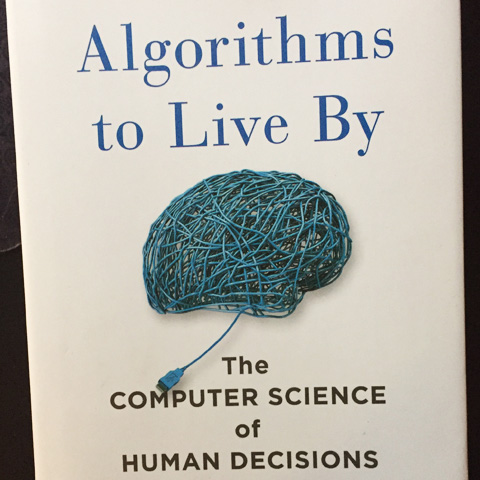 Algorithms
to Live By
The
COMPUTER SCIENCE
of
HUMAN DECISIONS